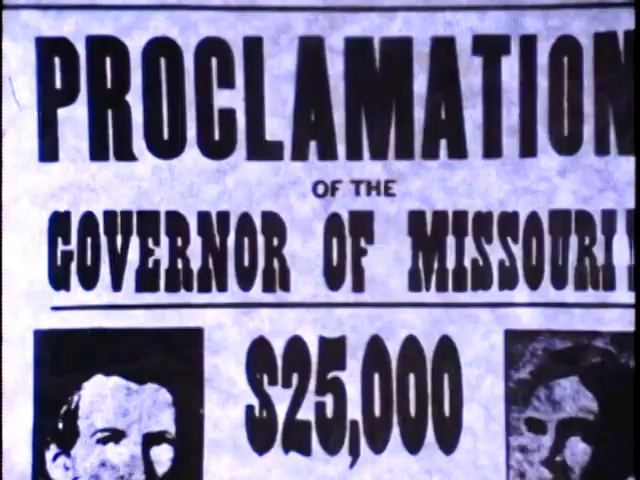 PROCLAMATION
OF THE
GOVERNOR OF MISSOURI
$25,000